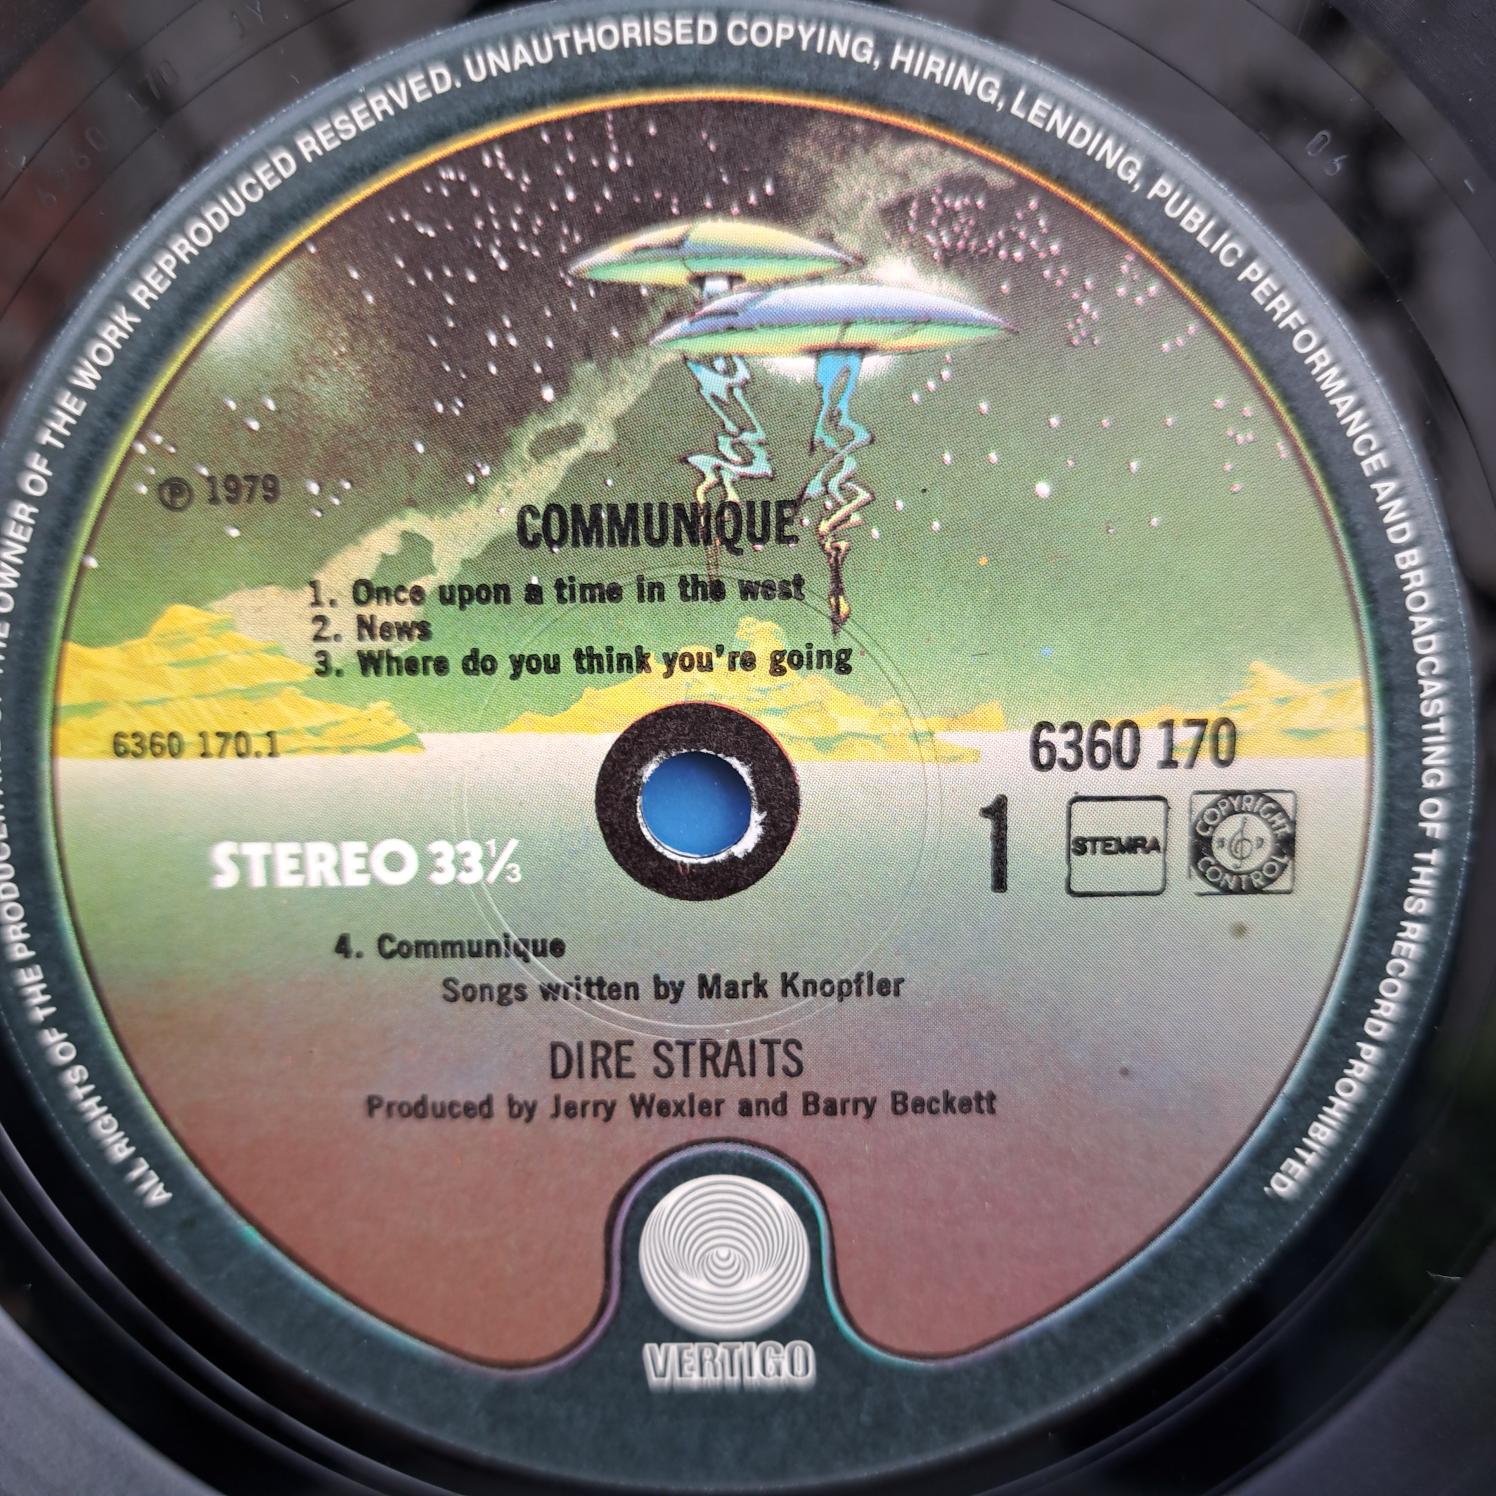 ALL RIGHTS OF THE PRODUCER AND OF THE OWNER OF THE WORK REPRODUCED RESERVED. UNAUTHORISED COPYING, HIRING, LENDING, PUBLIC PERFORMANCE AND BROADCASTING OF THIS RECORD PROHIBITED.
℗ 1979
COMMUNIQUE
1. Once upon a time in the west
2. News
3. Where do you think you're going
6360 170.1
6360 170
STEREO 33⅓
1
STEMRA
COPYRIGHT CONTROL
4. Communique
Songs written by Mark Knopfler
DIRE STRAITS
Produced by Jerry Wexler and Barry Beckett
VERTIGO